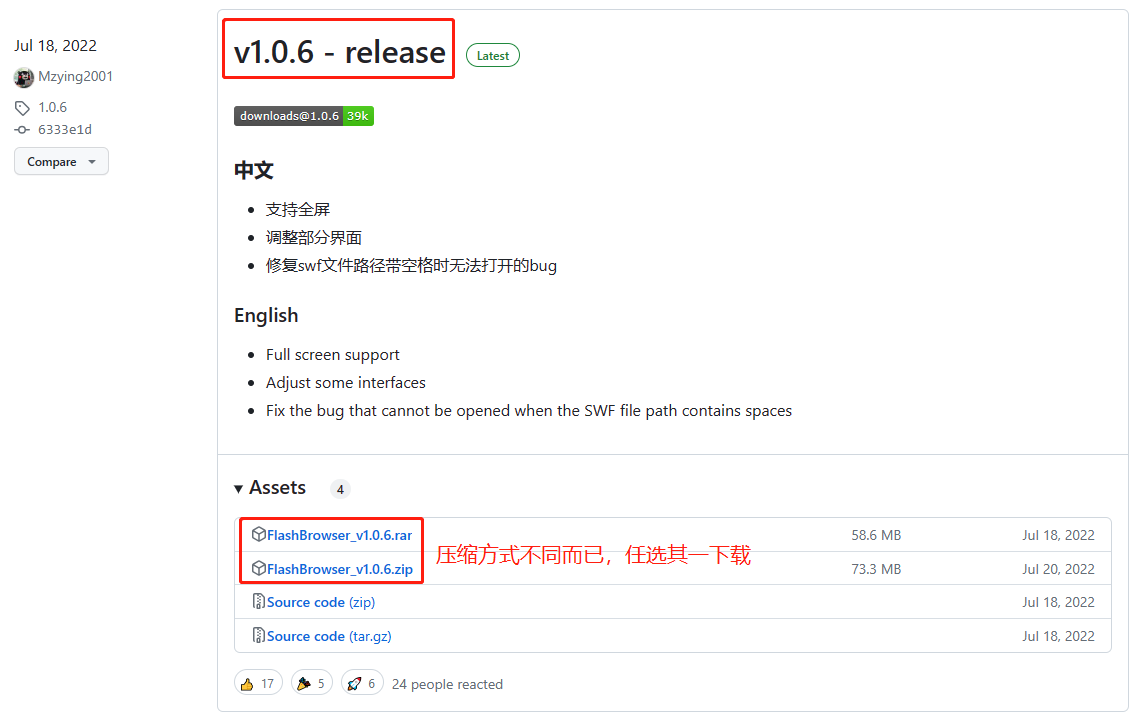 Jul 18, 2022
Mzying2001
1.0.6
6333e1d
Compare
v1.0.6 - release
Latest
downloads@1.0.6 39k
中文
支持全屏
调整部分界面
修复swf文件路径带空格时无法打开的bug
English
Full screen support
Adjust some interfaces
Fix the bug that cannot be opened when the SWF file path contains spaces
Assets 4
FlashBrowser_v1.0.6.rar 58.6 MB Jul 18, 2022
压缩方式不同而已，任选其一下载
FlashBrowser_v1.0.6.zip 73.3 MB Jul 20, 2022
Source code (zip) Jul 18, 2022
Source code (tar.gz) Jul 18, 2022
17 5 6 24 people reacted